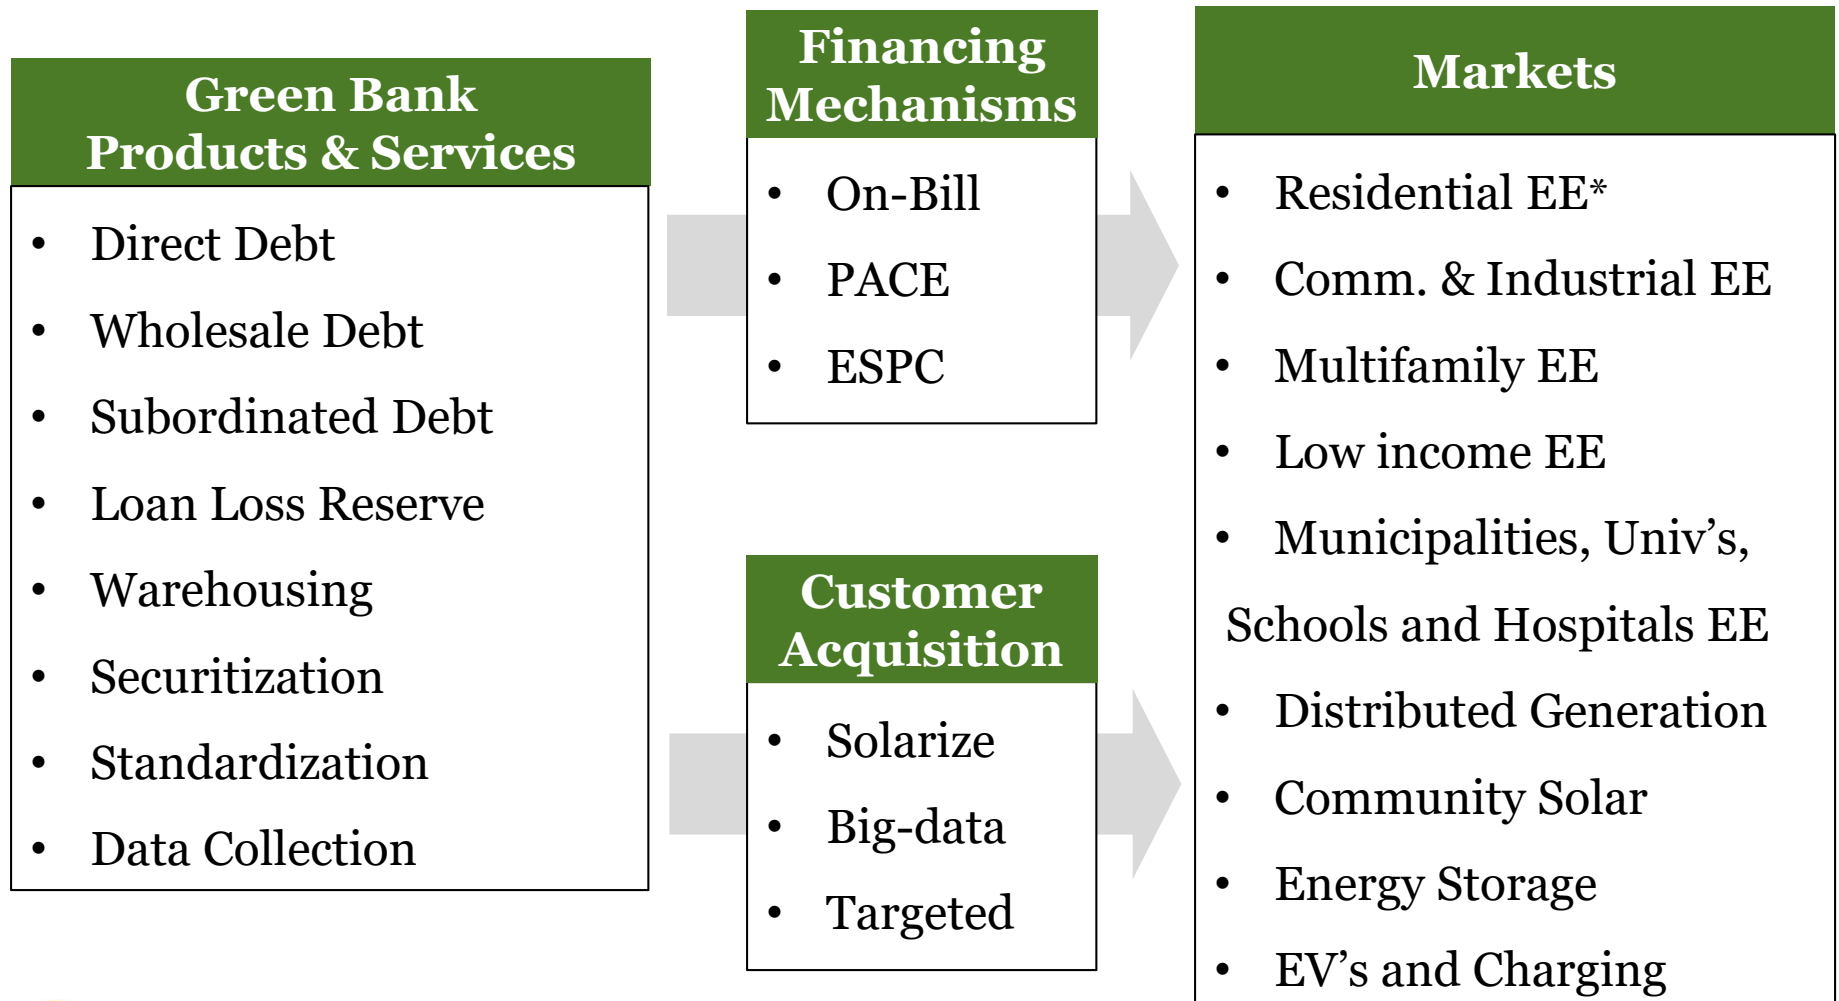 Green Bank
Products & Services
• Direct Debt
• Wholesale Debt
• Subordinated Debt
• Loan Loss Reserve
• Warehousing
• Securitization
• Standardization
• Data Collection
Financing
Mechanisms
• On-Bill
• PACE
• ESPC
Customer
Acquisition
• Solarize
• Big-data
• Targeted
Markets
• Residential EE*
• Comm. & Industrial EE
• Multifamily EE
• Low income EE
• Municipalities, Univ’s,
Schools and Hospitals EE
• Distributed Generation
• Community Solar
• Energy Storage
• EV’s and Charging